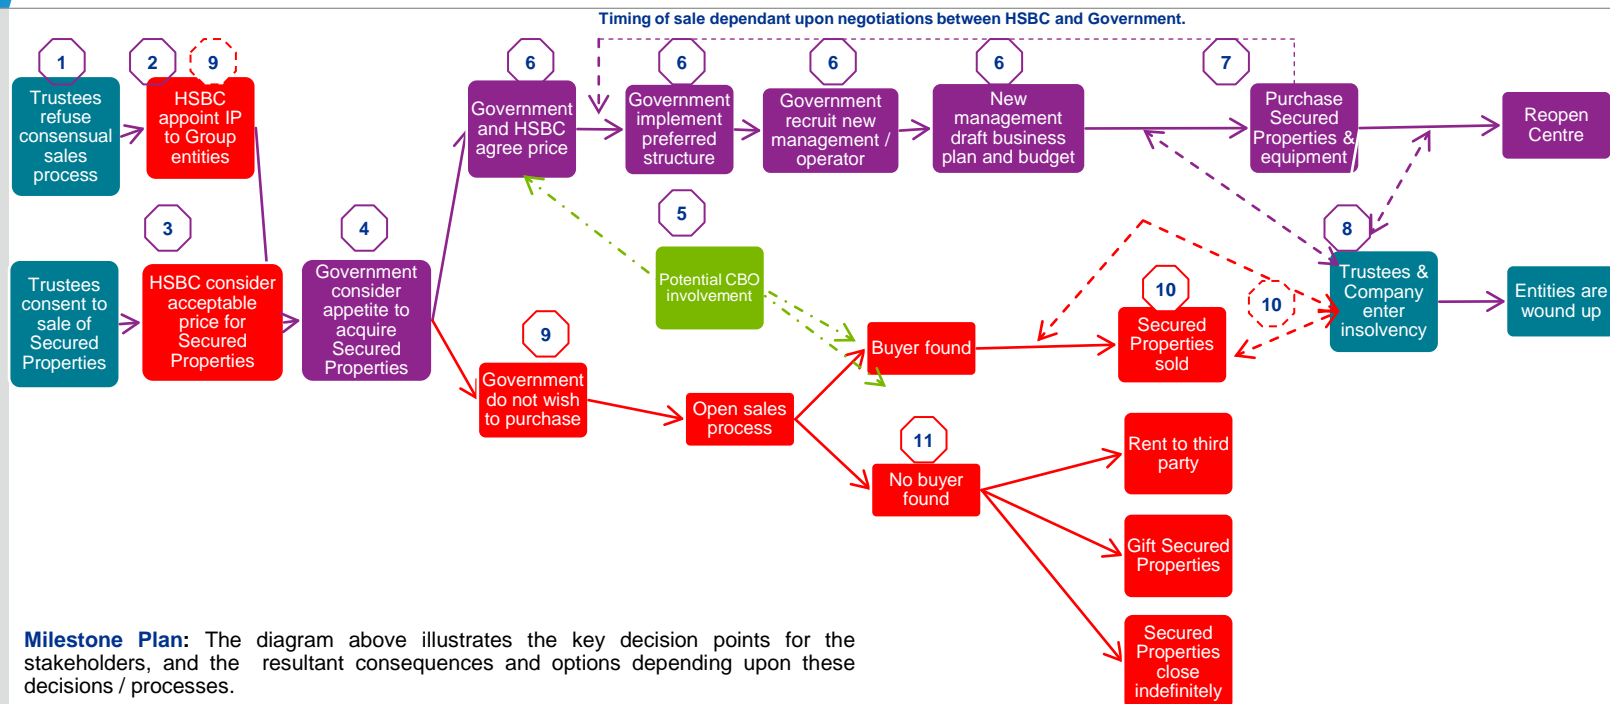 Timing of sale dependant upon negotiations between HSBC and Government.
1
2
9
6
6
6
6
7
Trustees
refuse
consensual
sales
process
HSBC
appoint IP
to Group
entities
Government
and HSBC
agree price
Government
implement
preferred
structure
Government
recruit new
management /
operator
New
management
draft business
plan and budget
Purchase
Secured
Properties &
equipment
Reopen
Centre
3
4
5
8
Trustees
consent to
sale of
Secured
Properties
HSBC consider
acceptable
price for
Secured
Properties
Government
consider
appetite to
acquire
Secured
Properties
Potential CBO
involvement
9
10
10
Trustees &
Company
enter
insolvency
Entities are
wound up
Government
do not wish
to purchase
Buyer found
Secured
Properties
sold
Open sales
process
11
No buyer
found
Rent to third
party
Gift Secured
Properties
Secured
Properties
close
indefinitely
Milestone Plan: The diagram above illustrates the key decision points for the
stakeholders, and the resultant consequences and options depending upon these
decisions / processes.